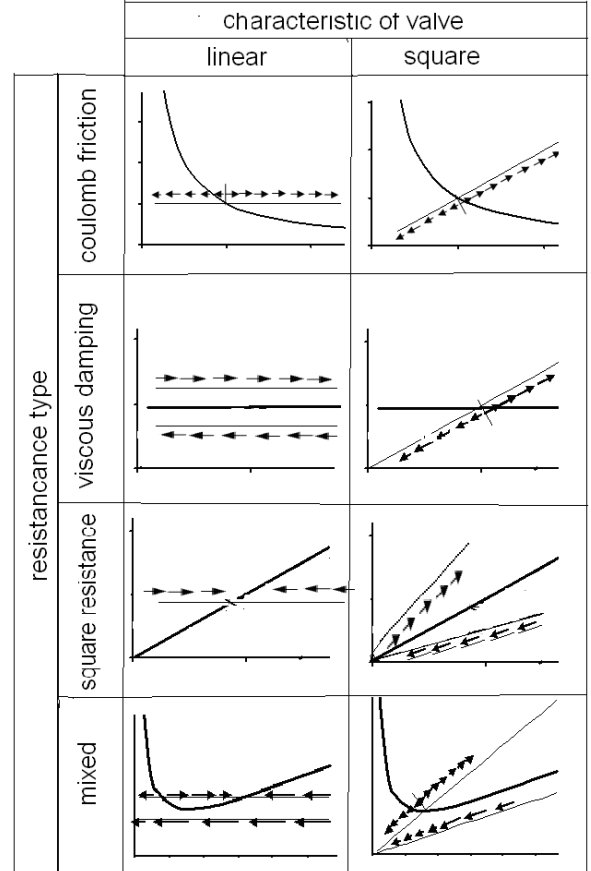 characteristic of valve
linear square
resistancance type
coulomb friction
viscous damping
square resistance
mixed